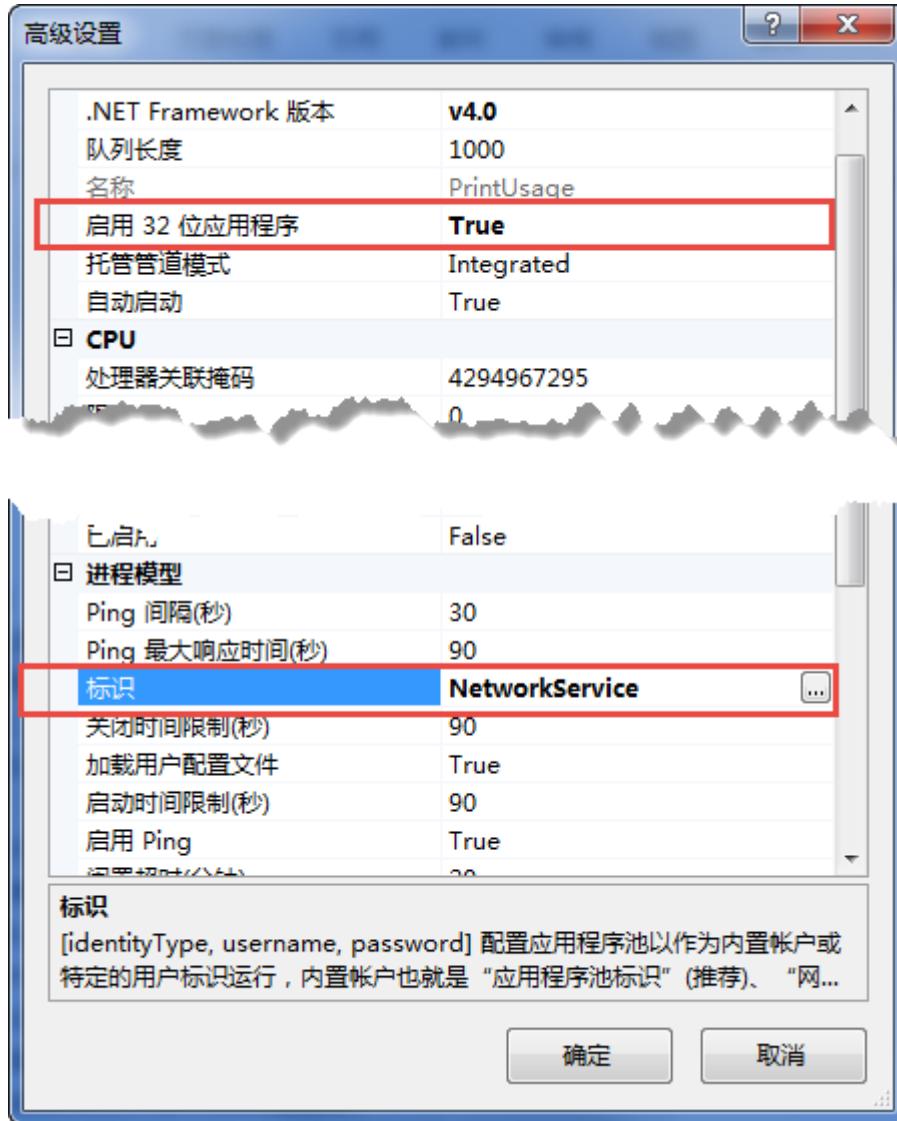 高级设置
.NET Framework 版本 v4.0
队列长度 1000
名称 PrintUsage
启用 32 位应用程序 True
托管管道模式 Integrated
自动启动 True
CPU
处理器关联掩码 4294967295
0
已启用 False
进程模型
Ping 间隔(秒) 30
Ping 最大响应时间(秒) 90
标识 NetworkService ...
关闭时间限制(秒) 90
加载用户配置文件 True
启动时间限制(秒) 90
启用 Ping True
标识
[identityType, username, password] 配置应用程序池以作为内置帐户或
特定的用户标识运行，内置帐户也就是“应用程序池标识”(推荐)、“网...
确定 取消